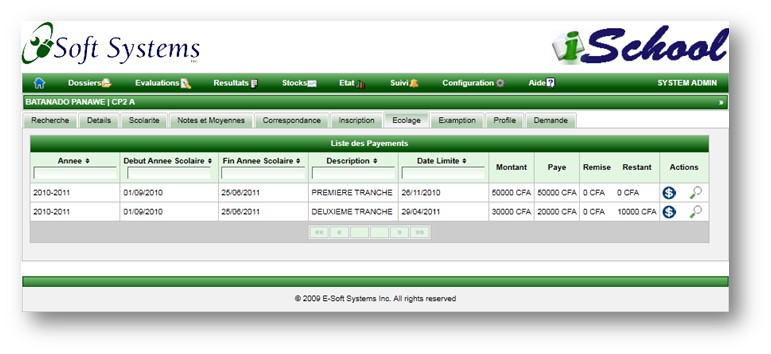 Soft Systems Inc
iSchool
Dossiers Evaluations Resultats Stocks Etat Suivi Configuration Aide SYSTEM ADMIN
BATANADO PANAWE | CP2 A »
Recherche Details Scolarite Notes et Moyennes Correspondance Inscription Ecolage Examption Profile Demande
Liste des Payements
Annee Debut Annee Scolaire Fin Annee Scolaire Description Date Limite Montant Paye Remise Restant Actions
2010-2011 01/09/2010 25/06/2011 PREMIERE TRANCHE 26/11/2010 50000 CFA 50000 CFA 0 CFA 0 CFA
2010-2011 01/09/2010 25/06/2011 DEUXIEME TRANCHE 29/04/2011 30000 CFA 20000 CFA 0 CFA 10000 CFA
«« « » »»
© 2009 E-Soft Systems Inc. All rights reserved